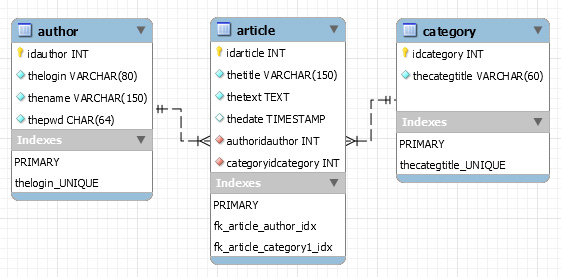 author
idauthor INT
thelogin VARCHAR(80)
thename VARCHAR(150)
thepwd CHAR(64)
Indexes
PRIMARY
thelogin_UNIQUE
article
idarticle INT
thetitle VARCHAR(150)
thetext TEXT
thedate TIMESTAMP
authoridauthor INT
categoryidcategory INT
Indexes
PRIMARY
fk_article_author_idx
fk_article_category1_idx
category
idcategory INT
thecategtitle VARCHAR(60)
Indexes
PRIMARY
thecategtitle_UNIQUE